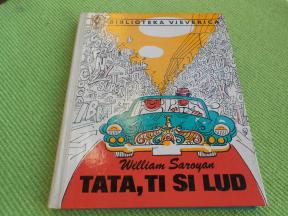 BIBLIOTEKA VJEVERICA
William Saroyan
TATA, TI SI LUD